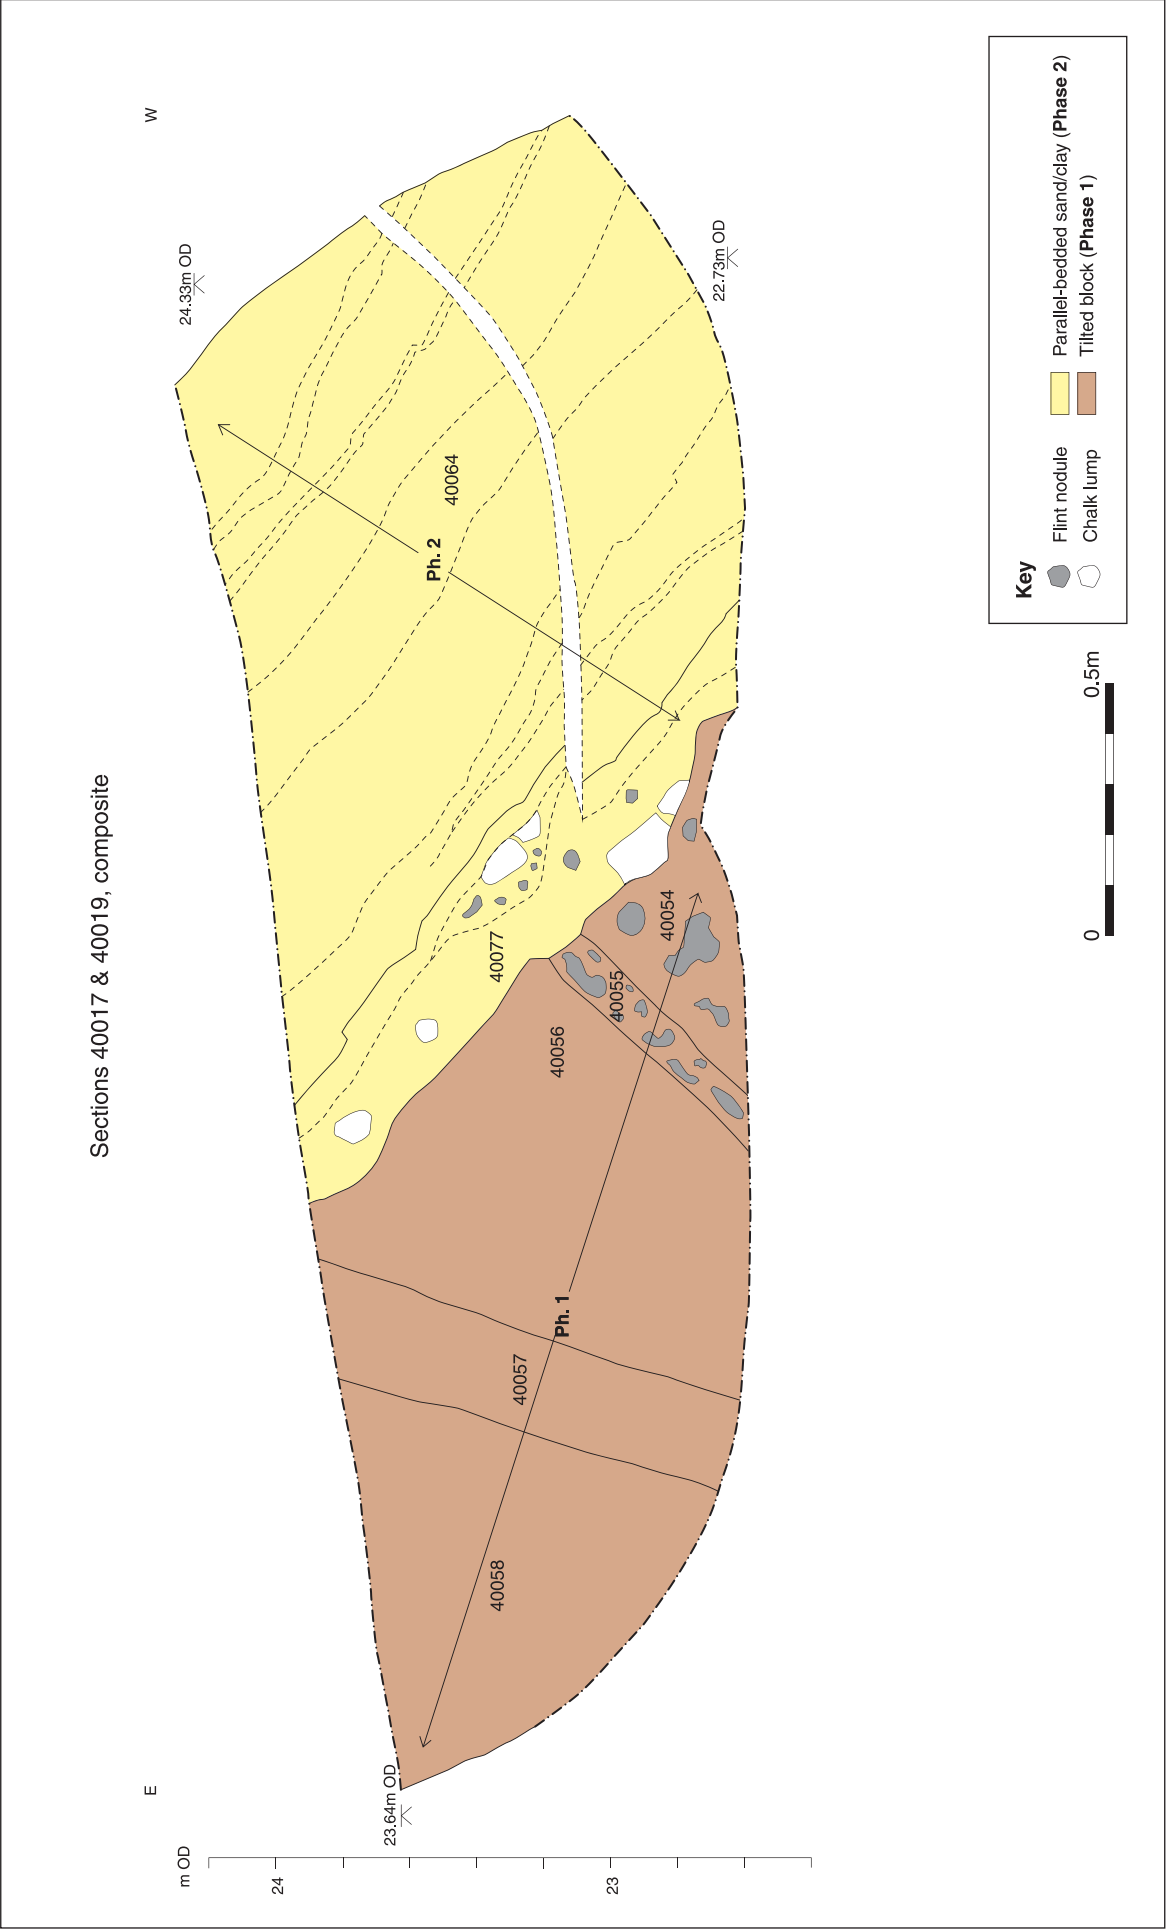 Sections 40017 & 40019, composite
E
W
m OD
24
23
23.64m OD
24.33m OD
22.73m OD
40058
40057
Ph. 1
40056
40055
40054
40077
Ph. 2
40064
0
0.5m
Key
Flint nodule
Chalk lump
Parallel-bedded sand/clay (Phase 2)
Tilted block (Phase 1)